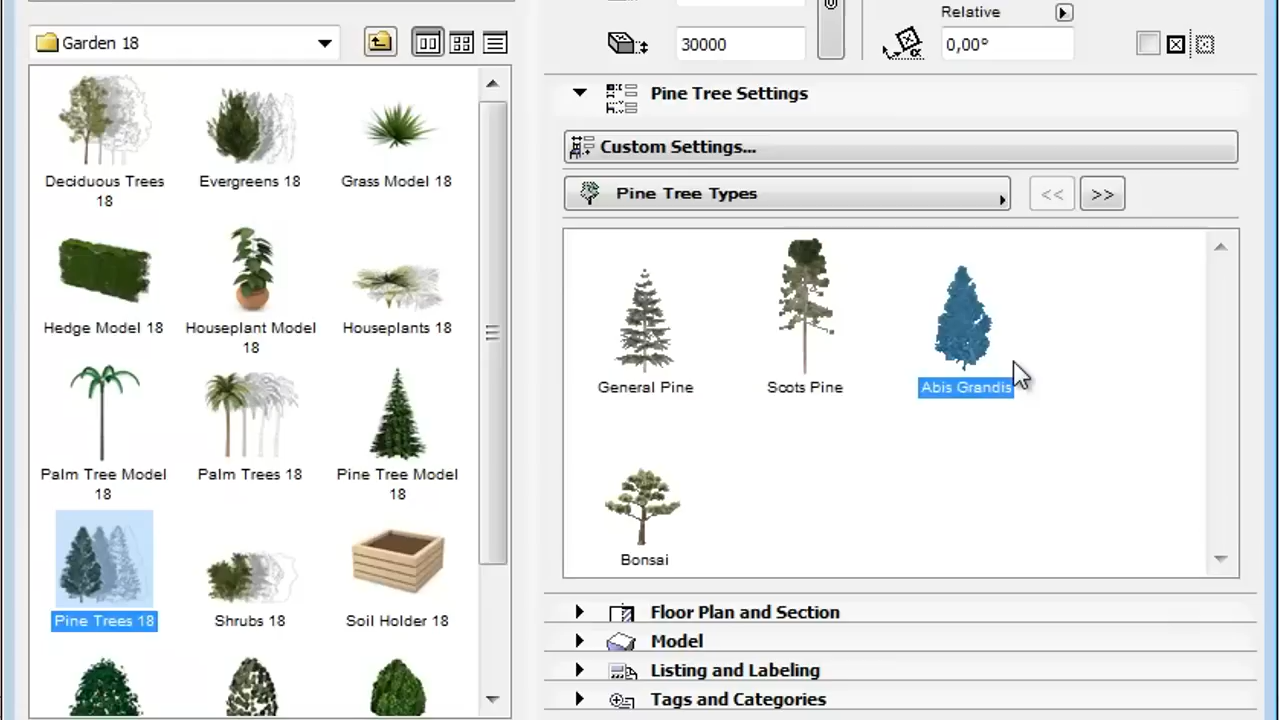 Garden 18
Deciduous Trees
18
Evergreens 18
Grass Model 18
Hedge Model 18
Houseplant Model
18
Houseplants 18
Palm Tree Model
18
Palm Trees 18
Pine Tree Model
18
Pine Trees 18
Shrubs 18
Soil Holder 18
Relative
30000
0,00°
Pine Tree Settings
Custom Settings...
Pine Tree Types
<<
>>
General Pine
Scots Pine
Abis Grandis
Bonsai
Floor Plan and Section
Model
Listing and Labeling
Tags and Categories